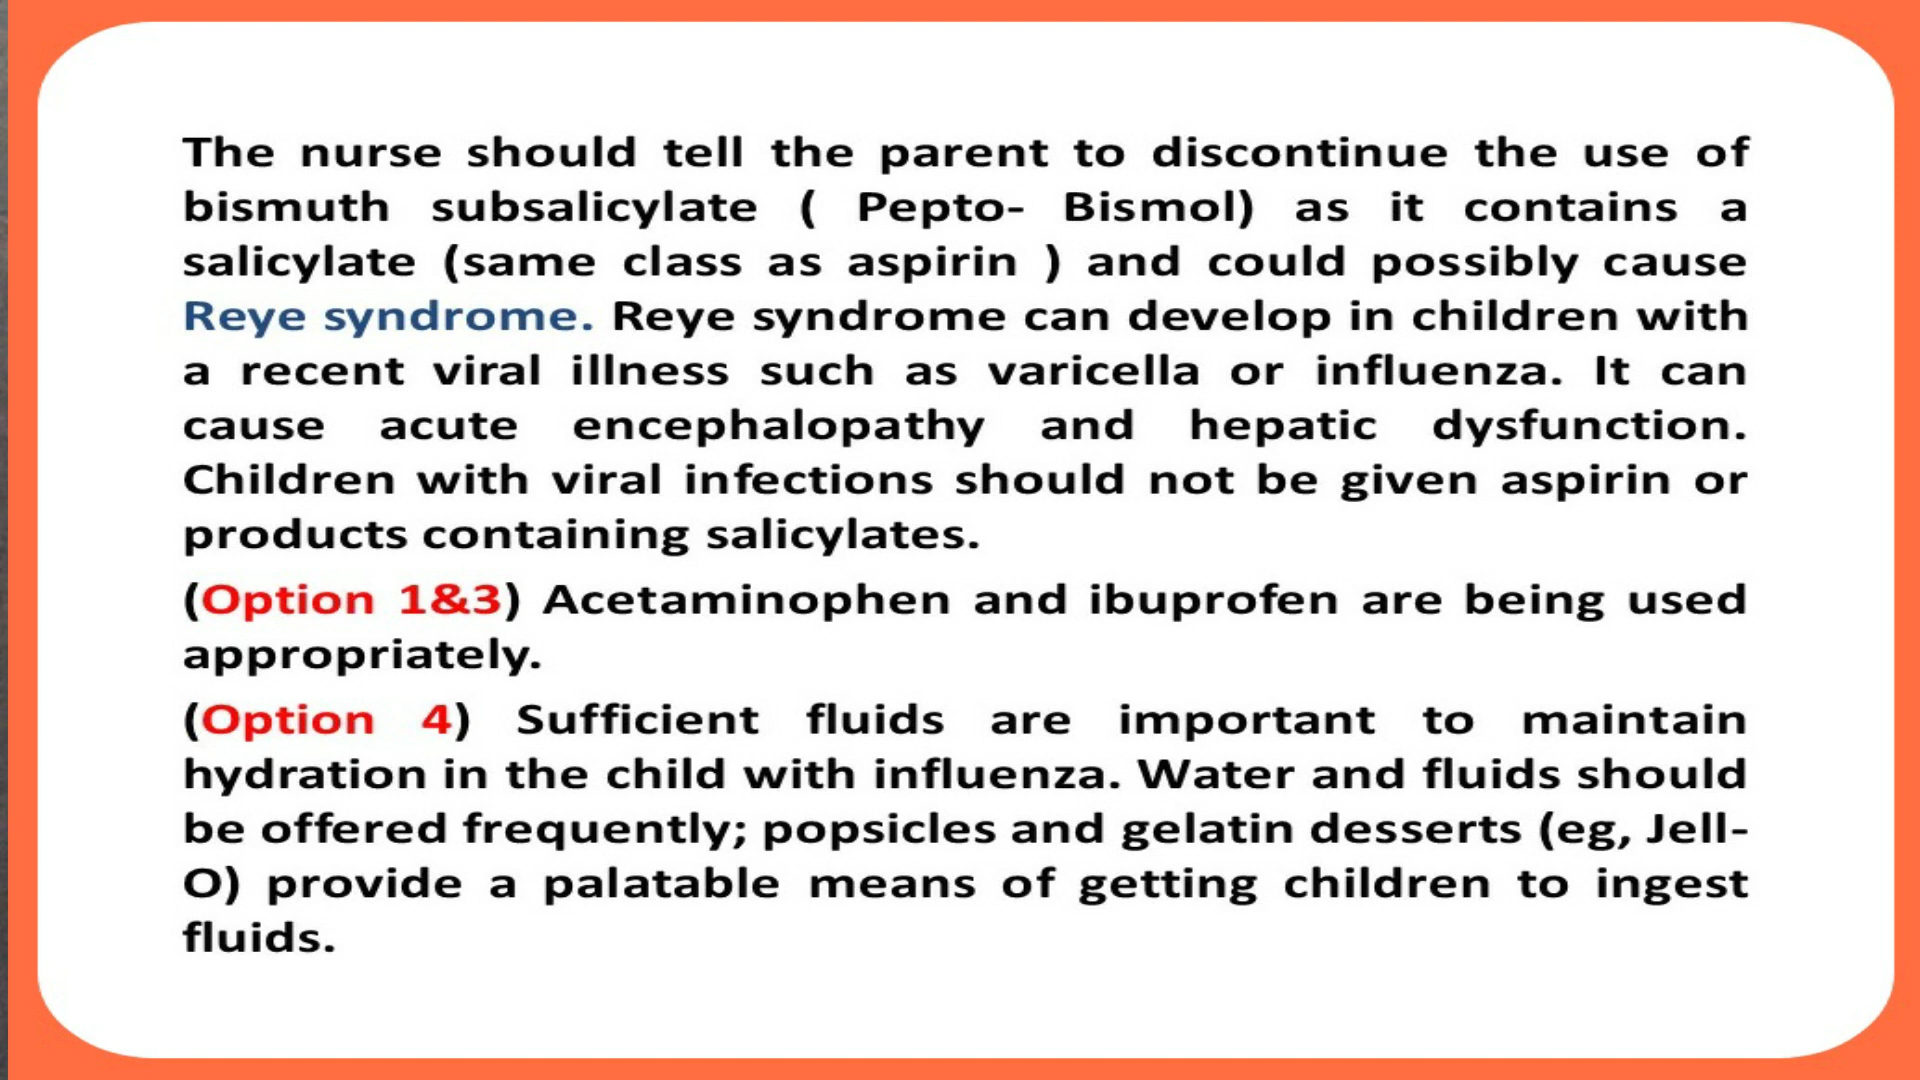 The nurse should tell the parent to discontinue the use of
bismuth subsalicylate ( Pepto- Bismol) as it contains a
salicylate (same class as aspirin ) and could possibly cause
Reye syndrome. Reye syndrome can develop in children with
a recent viral illness such as varicella or influenza. It can
cause acute encephalopathy and hepatic dysfunction.
Children with viral infections should not be given aspirin or
products containing salicylates.
(Option 1&3) Acetaminophen and ibuprofen are being used
appropriately.
(Option 4) Sufficient fluids are important to maintain
hydration in the child with influenza. Water and fluids should
be offered frequently; popsicles and gelatin desserts (eg, Jell-
O) provide a palatable means of getting children to ingest
fluids.